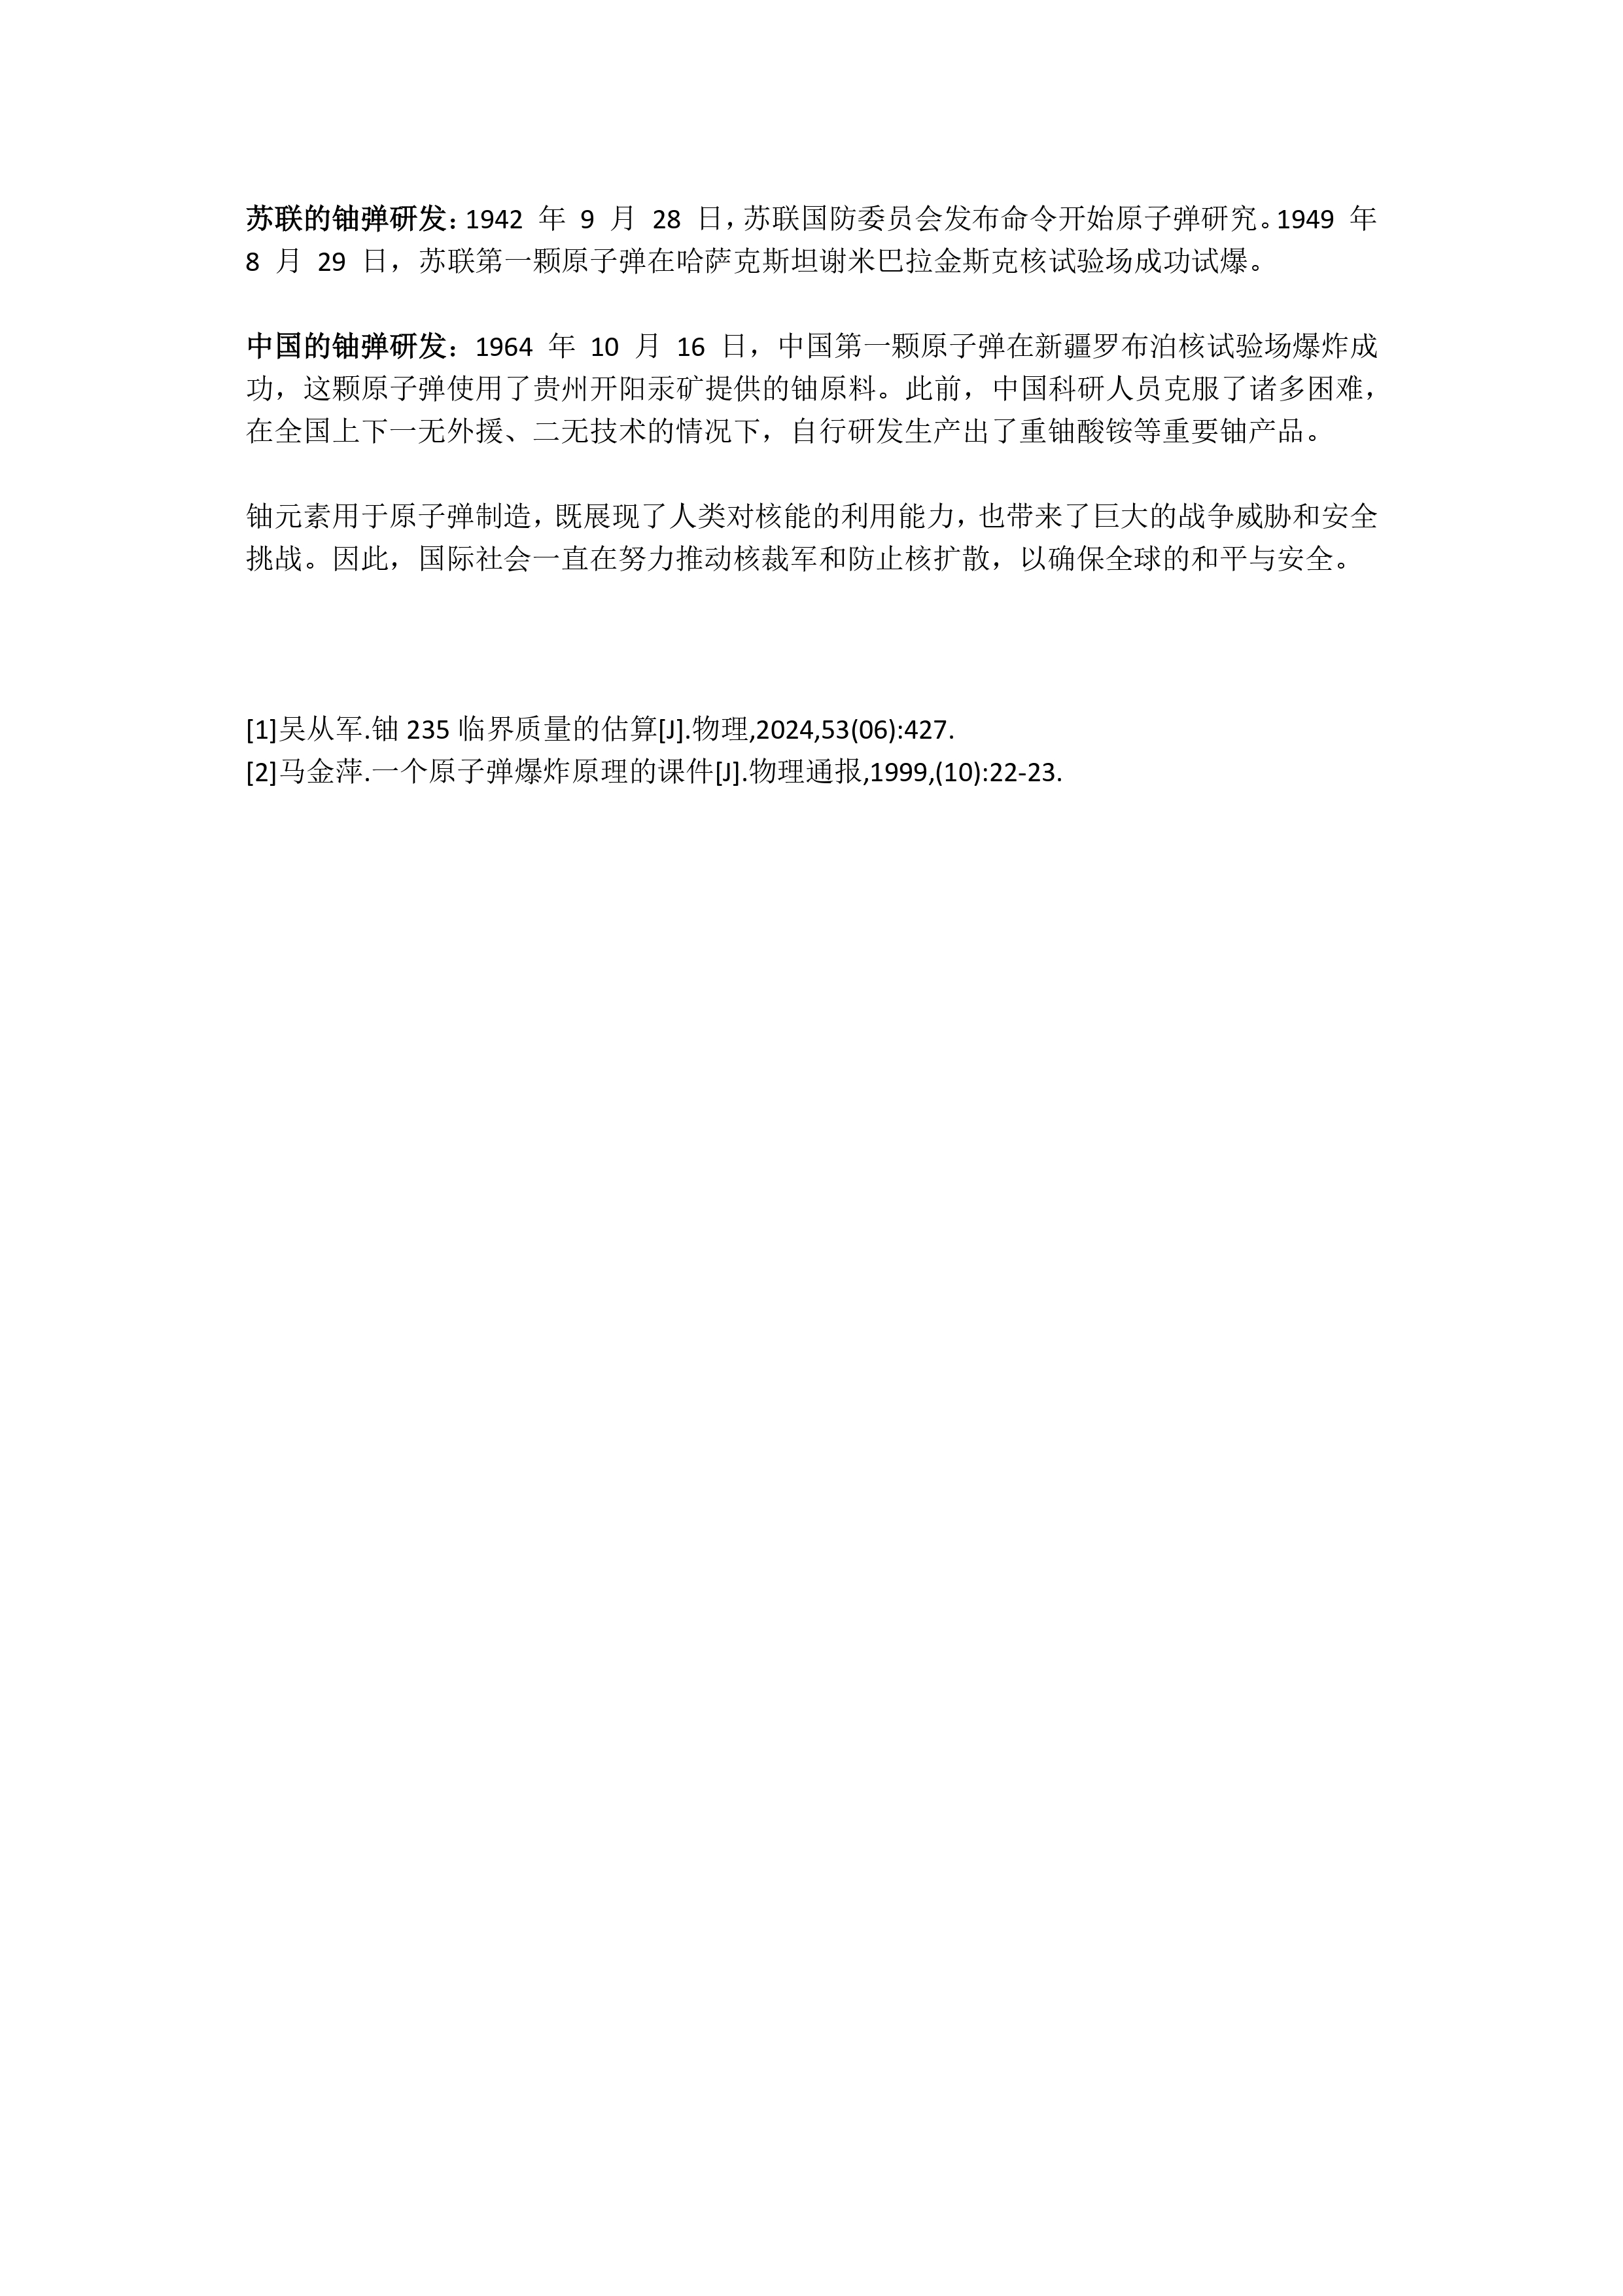 苏联的铀弹研发：1942 年 9 月 28 日，苏联国防委员会发布命令开始原子弹研究。1949 年
8 月 29 日，苏联第一颗原子弹在哈萨克斯坦谢米巴拉金斯克核试验场成功试爆。
中国的铀弹研发：1964 年 10 月 16 日，中国第一颗原子弹在新疆罗布泊核试验场爆炸成
功，这颗原子弹使用了贵州开阳汞矿提供的铀原料。此前，中国科研人员克服了诸多困难，
在全国上下一无外援、二无技术的情况下，自行研发生产出了重铀酸铵等重要铀产品。
铀元素用于原子弹制造，既展现了人类对核能的利用能力，也带来了巨大的战争威胁和安全
挑战。因此，国际社会一直在努力推动核裁军和防止核扩散，以确保全球的和平与安全。
[1]吴从军.铀 235 临界质量的估算[J].物理,2024,53(06):427.
[2]马金萍.一个原子弹爆炸原理的课件[J].物理通报,1999,(10):22-23.